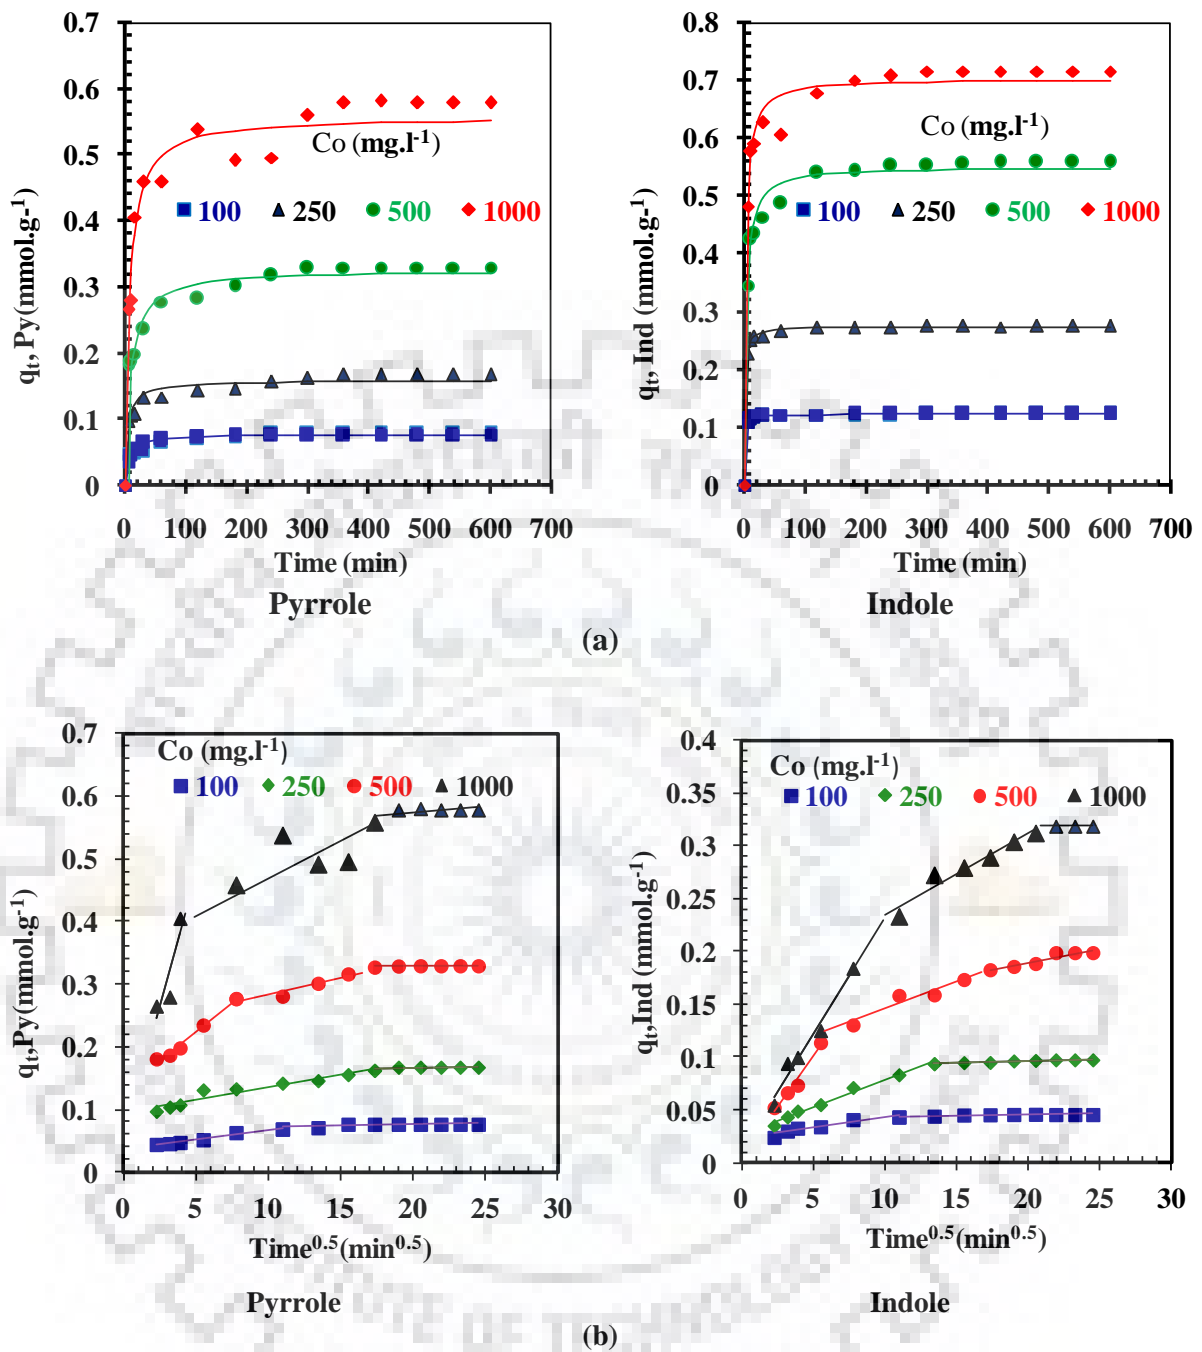 0.7
0.6
0.5
0.4
0.3
0.2
0.1
0
qt, Py(mmol.g-1)
Co (mg.l-1)
100 250 500 1000
0 100 200 300 400 500 600 700
Time (min)
Pyrrole
0.8
0.7
0.6
0.5
0.4
0.3
0.2
0.1
0
qt, Ind (mmol.g-1)
Co (mg.l-1)
100 250 500 1000
0 100 200 300 400 500 600 700
Time (min)
Indole
(a)
0.7
0.6
0.5
0.4
0.3
0.2
0.1
0
qt,Py(mmol.g-1)
Co (mg.l-1)
100 250 500 1000
0 5 10 15 20 25 30
Time0.5(min0.5)
Pyrrole
0.4
0.35
0.3
0.25
0.2
0.15
0.1
0.05
0
qt,Ind (mmol.g-1)
Co (mg.l-1)
100 250 500 1000
0 5 10 15 20 25 30
Time0.5(min0.5)
Indole
(b)